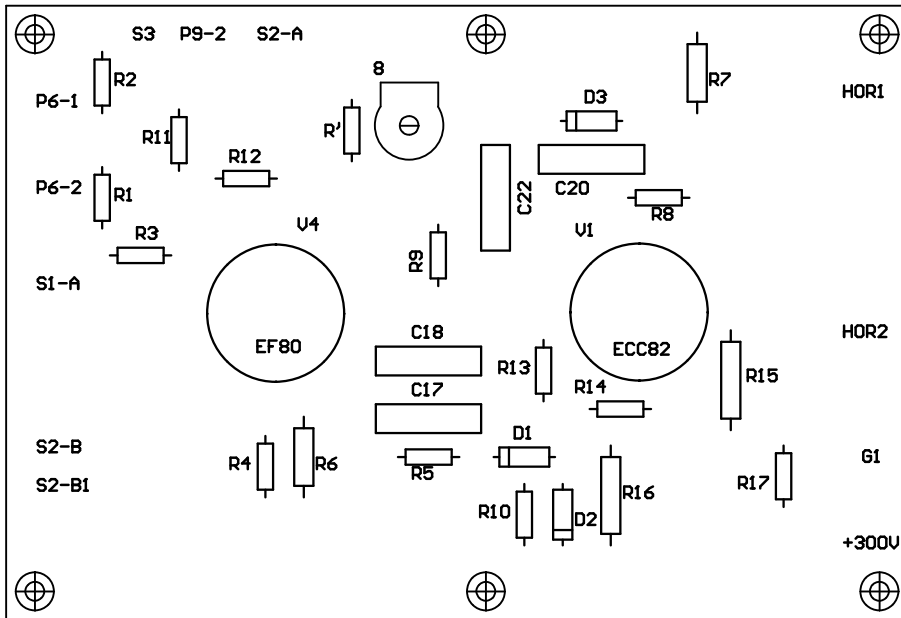 S3 P9-2 S2-A
8
R2
R7
P6-1
HOR1
D3
R'
R11
R12
P6-2
R1
C20
C22
R8
V4
V1
R3
R9
S1-A
C18
EF80
ECC82
HOR2
R13
R14
R15
C17
D1
S2-B
R4
R6
R5
G1
S2-B1
R17
R16
R10
D2
+300V